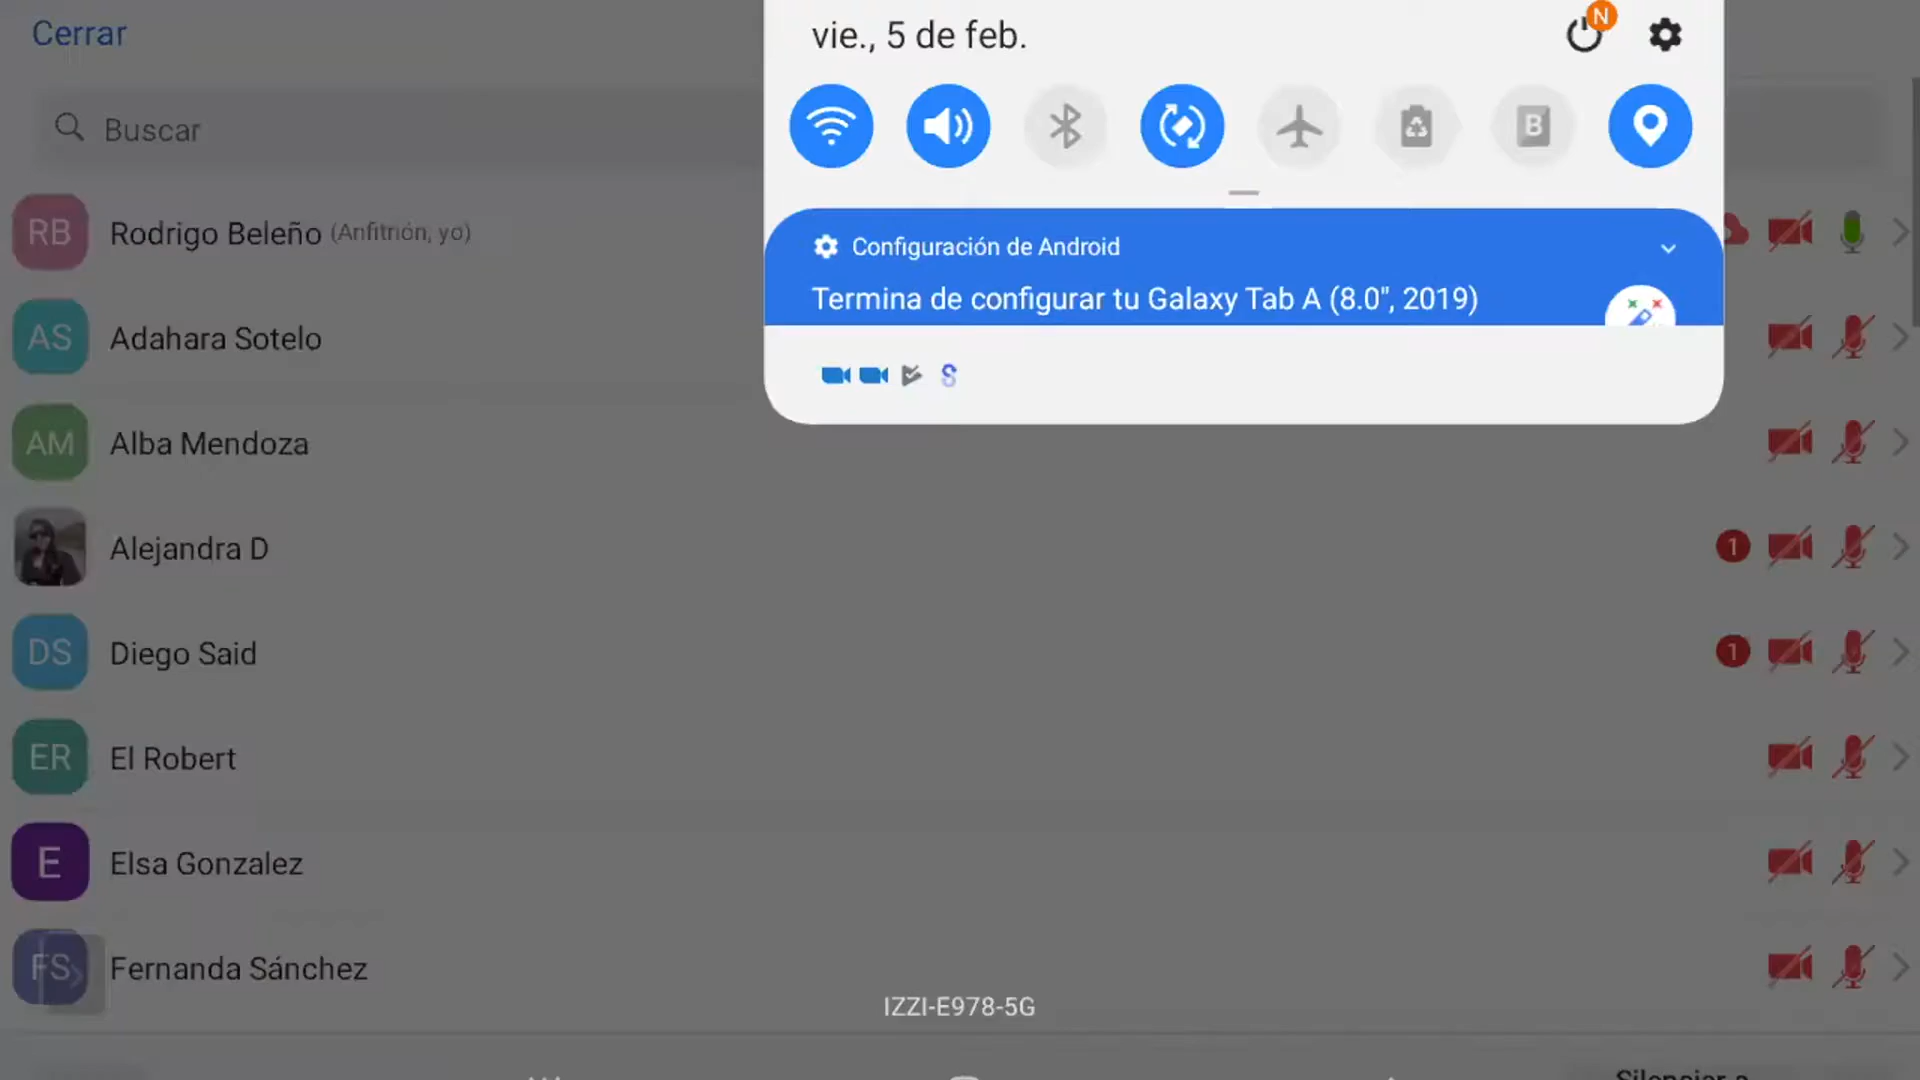 Cerrar
vie., 5 de feb.
N
Buscar
B
RB
Rodrigo Beleño (Anfitrión, yo)
Configuración de Android
Termina de configurar tu Galaxy Tab A (8.0", 2019)
AS
Adahara Sotelo
S
AM
Alba Mendoza
Alejandra D
1
DS
Diego Said
1
ER
El Robert
E
Elsa Gonzalez
FS
Fernanda Sánchez
IZZI-E978-5G
Silenciar a